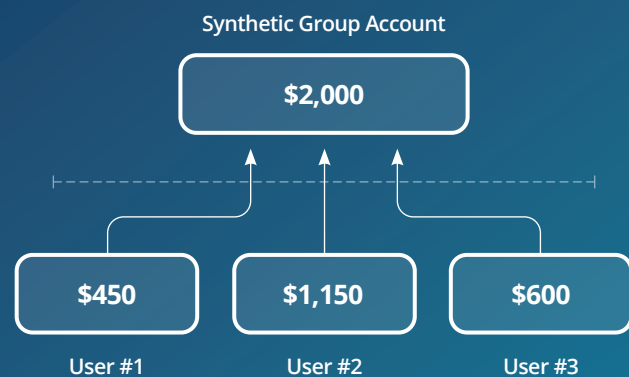 Synthetic Group Account
$2,000
$450
$1,150
$600
User #1
User #2
User #3